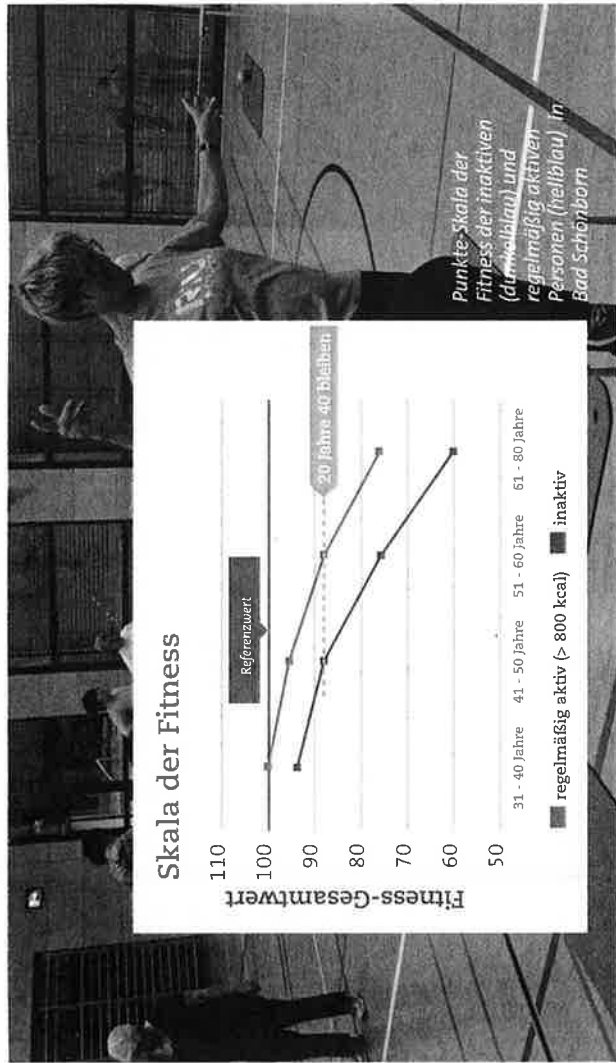 Skala der Fitness
Fitness-Gesamtwert
110
100
90
80
70
60
50
Referenzwert
20 Jahre 40 bleiben
31 - 40 Jahre
41 - 50 Jahre
51 - 60 Jahre
61 - 80 Jahre
regelmäßig aktiv (> 800 kcal)
inaktiv
Punkte-Skala der
Fitness der inaktiven
(dunkelblau) und
regelmäßig aktiven
Personen (hellblau) in
Bad Schönborn